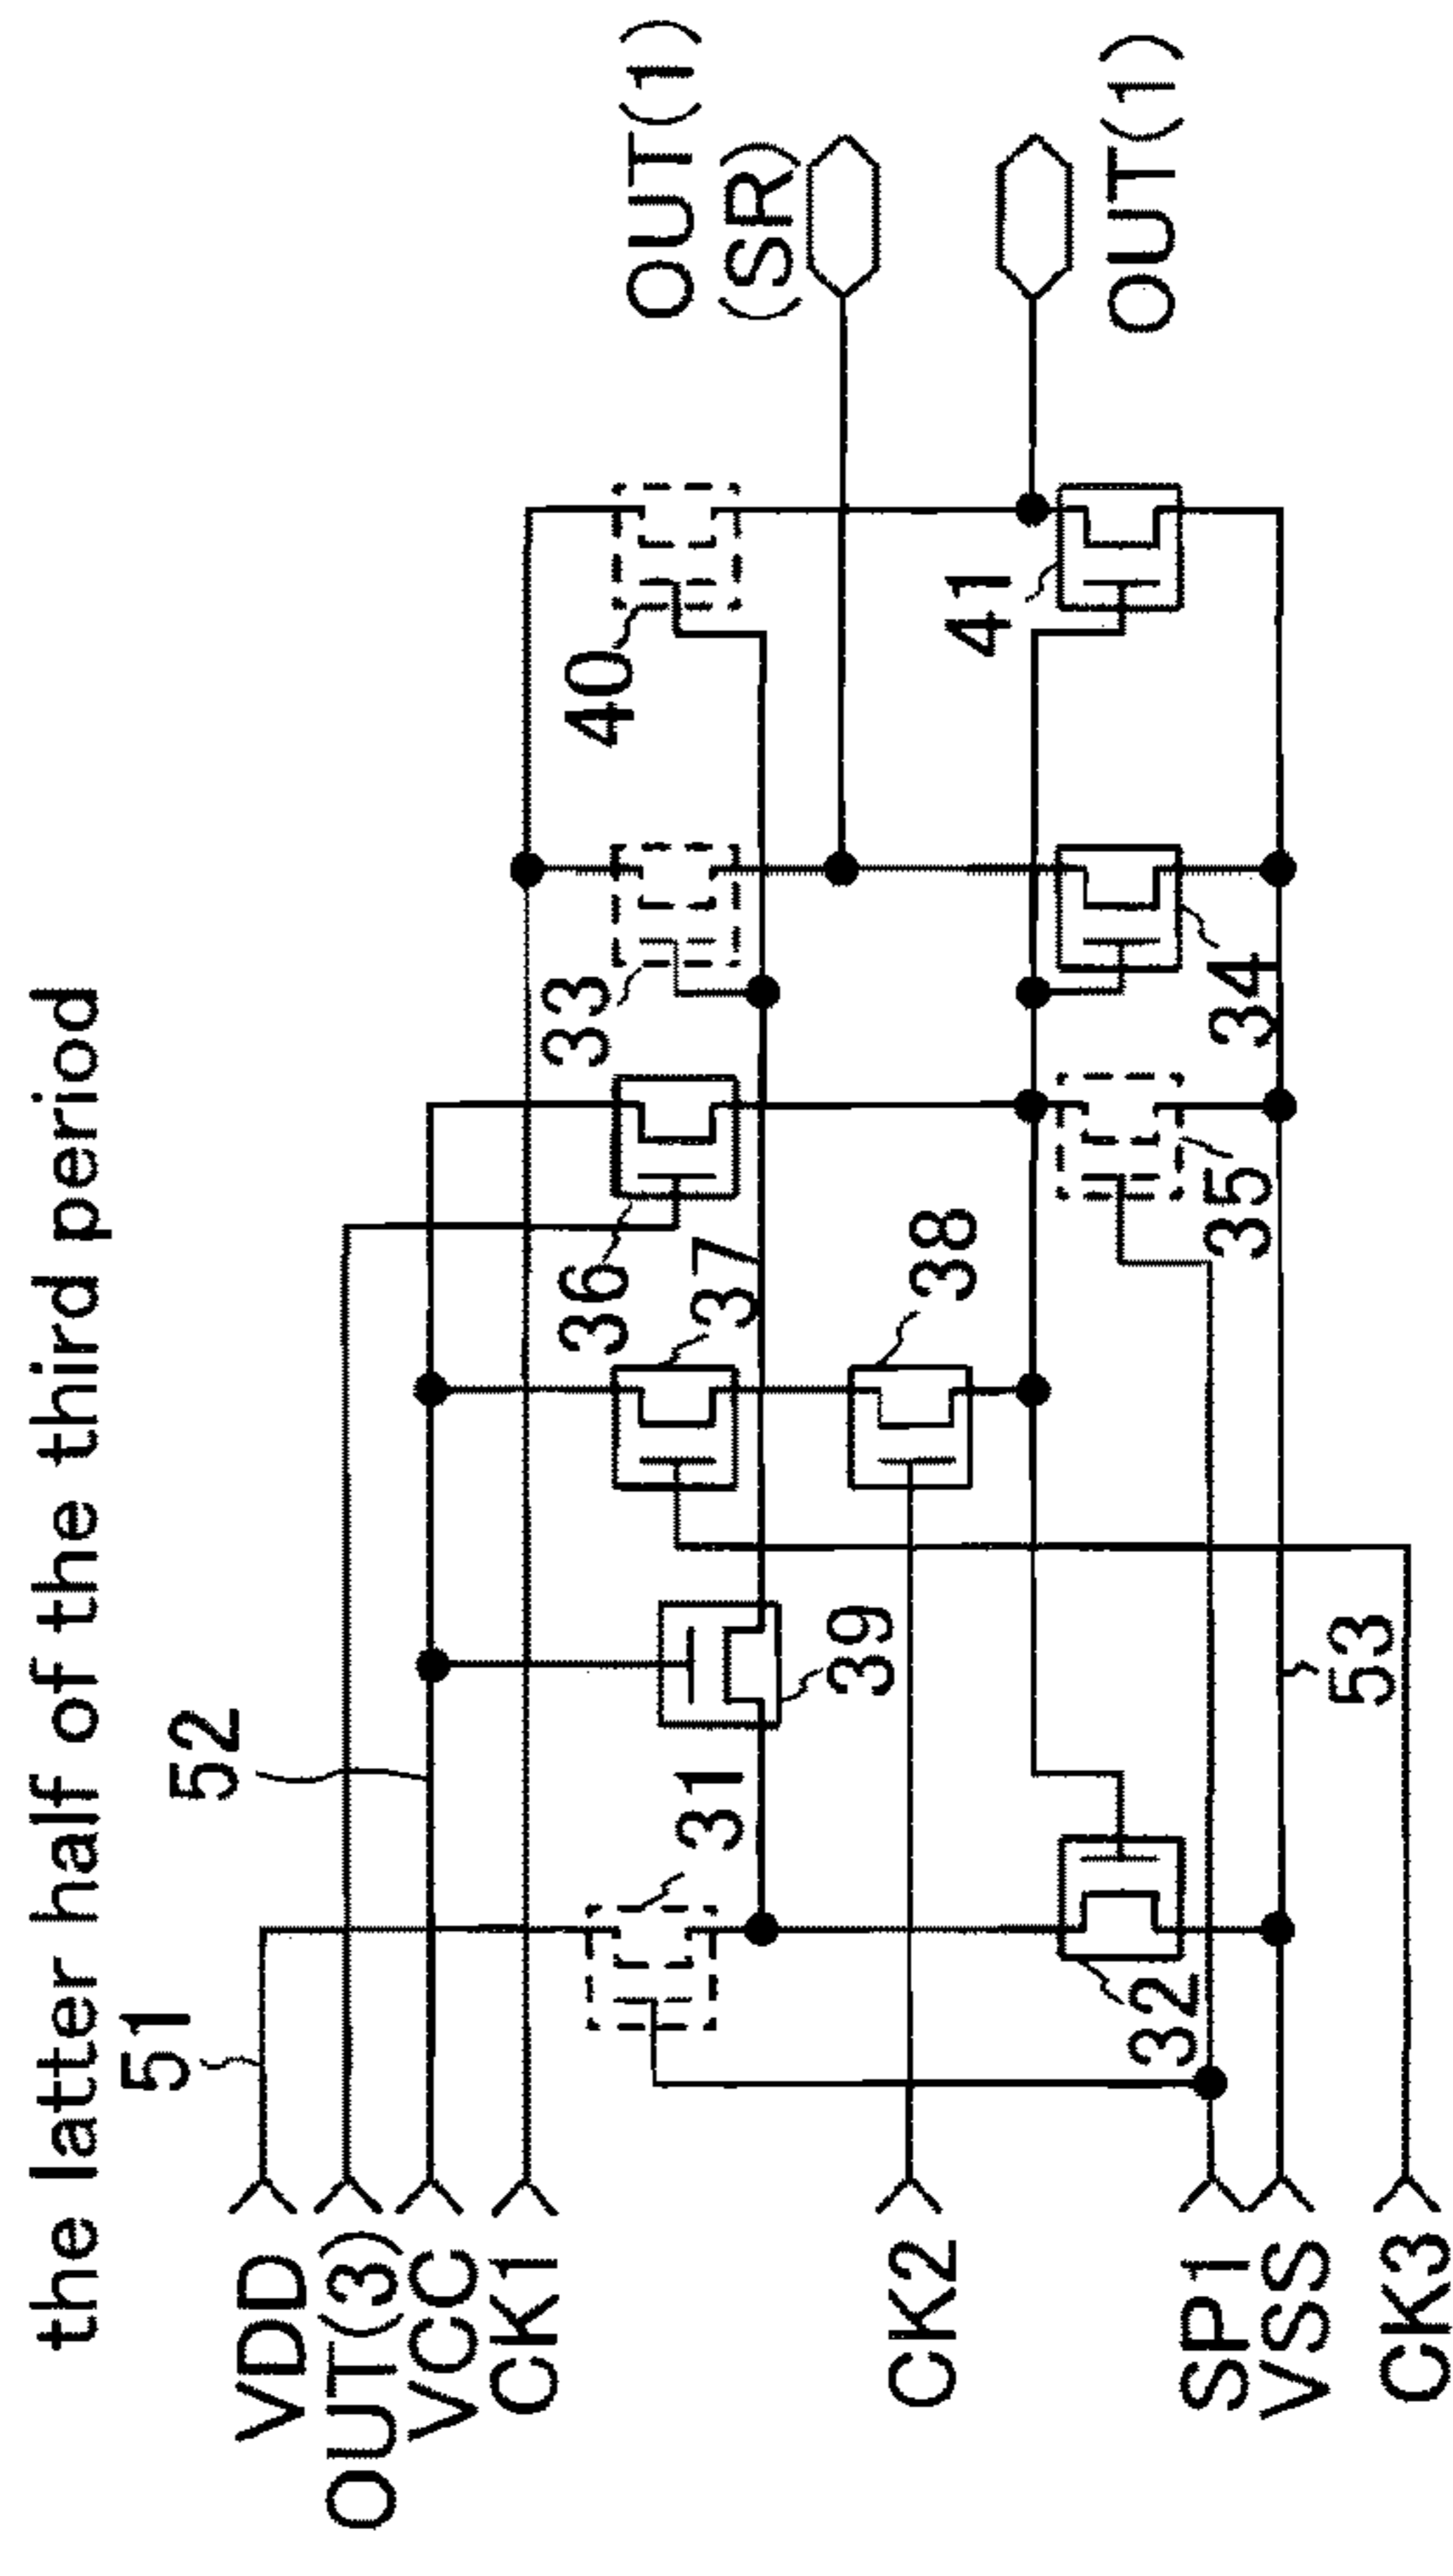 the latter half of the third period
51
52
VDD
OUT(3)
VCC
CK1
CK2
SP1
VSS
CK3
31
32
39
53
37
38
36
35
33
34
40
41
OUT(1)
(SR)
OUT(1)